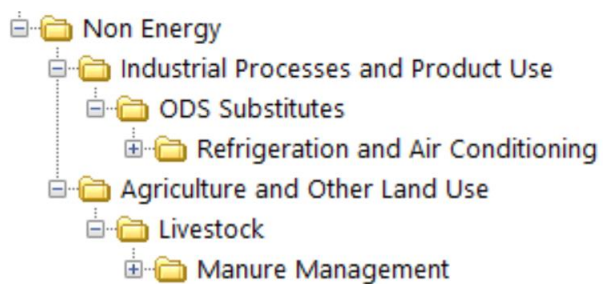 Non Energy
Industrial Processes and Product Use
ODS Substitutes
Refrigeration and Air Conditioning
Agriculture and Other Land Use
Livestock
Manure Management